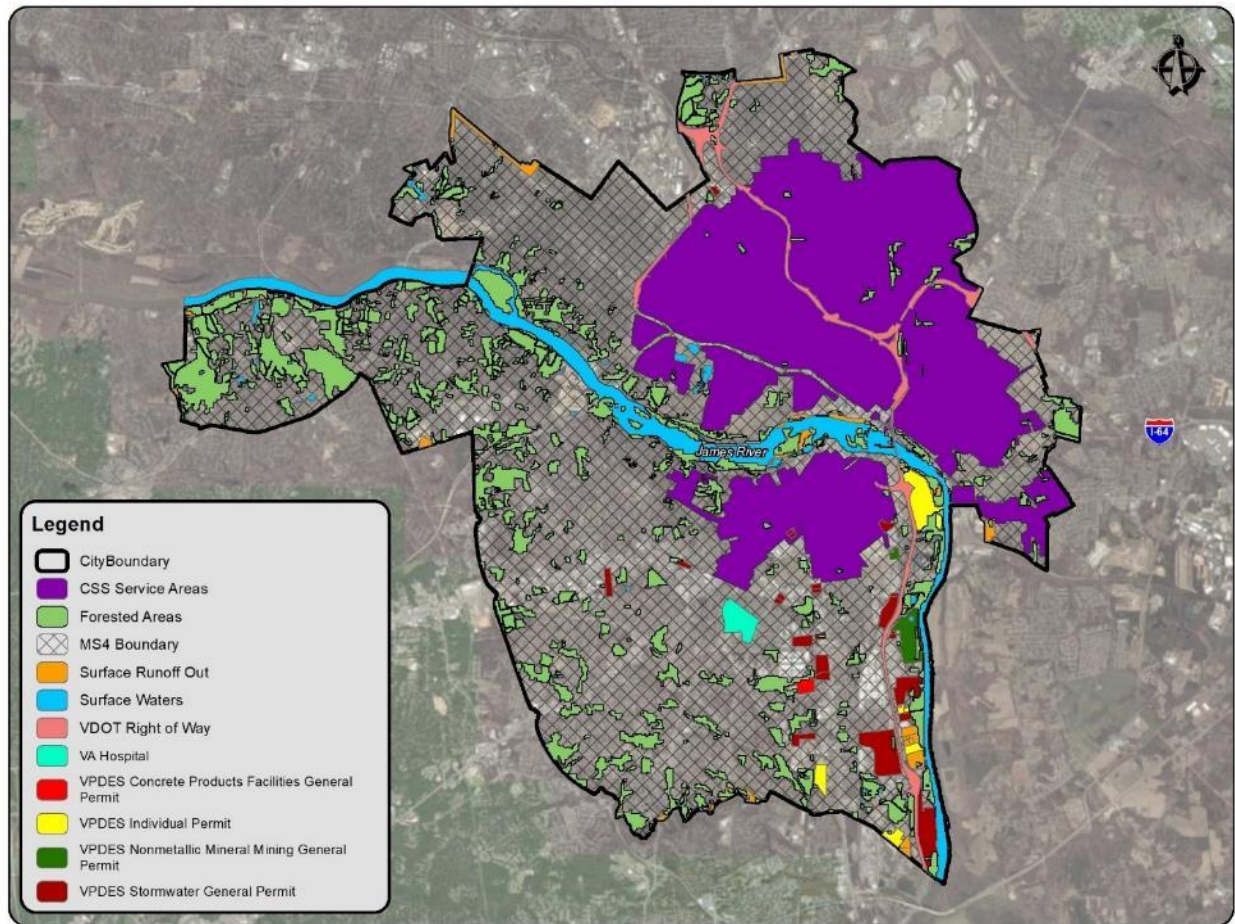 James River
I-64
Legend
CityBoundary
CSS Service Areas
Forested Areas
MS4 Boundary
Surface Runoff Out
Surface Waters
VDOT Right of Way
VA Hospital
VPDES Concrete Products Facilities General
Permit
VPDES Individual Permit
VPDES Nonmetallic Mineral Mining General
Permit
VPDES Stormwater General Permit